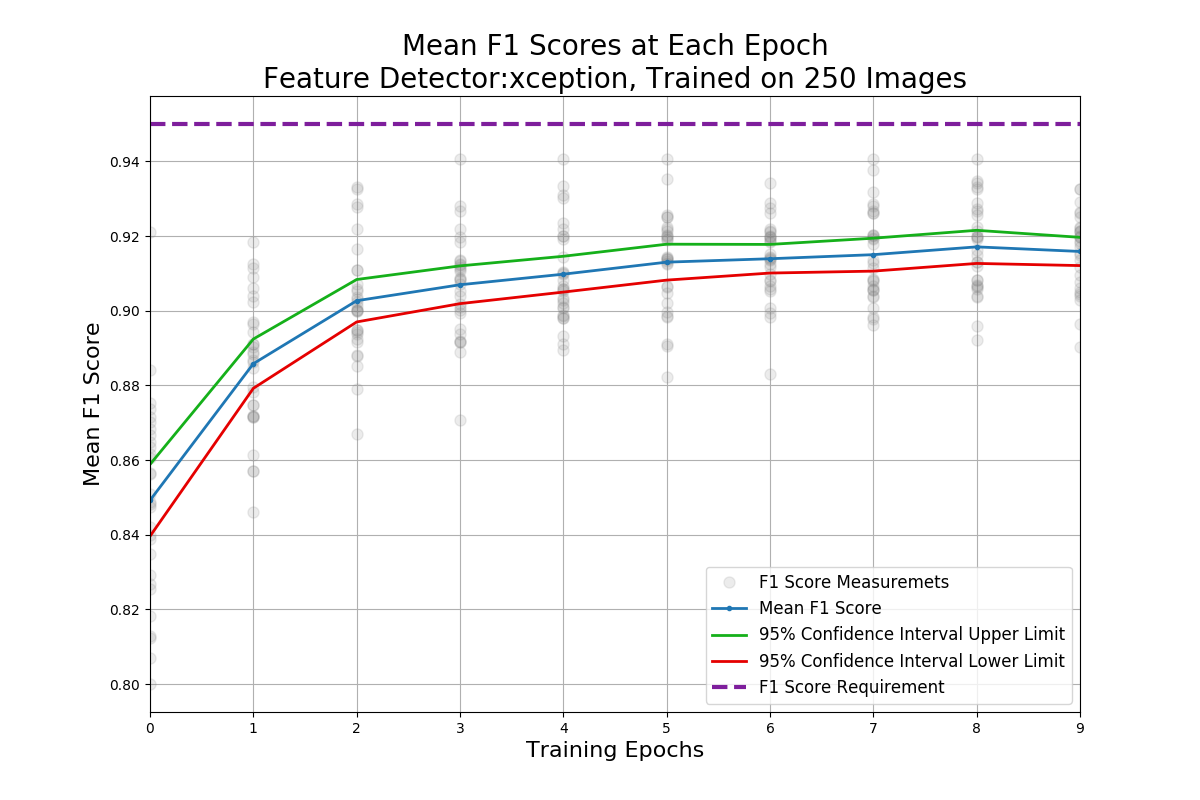 Mean F1 Scores at Each Epoch
Feature Detector:xception, Trained on 250 Images
Mean F1 Score
0.94
0.92
0.90
0.88
0.86
0.84
0.82
0.80
F1 Score Measuremets
Mean F1 Score
95% Confidence Interval Upper Limit
95% Confidence Interval Lower Limit
F1 Score Requirement
0 1 2 3 4 5 6 7 8 9
Training Epochs